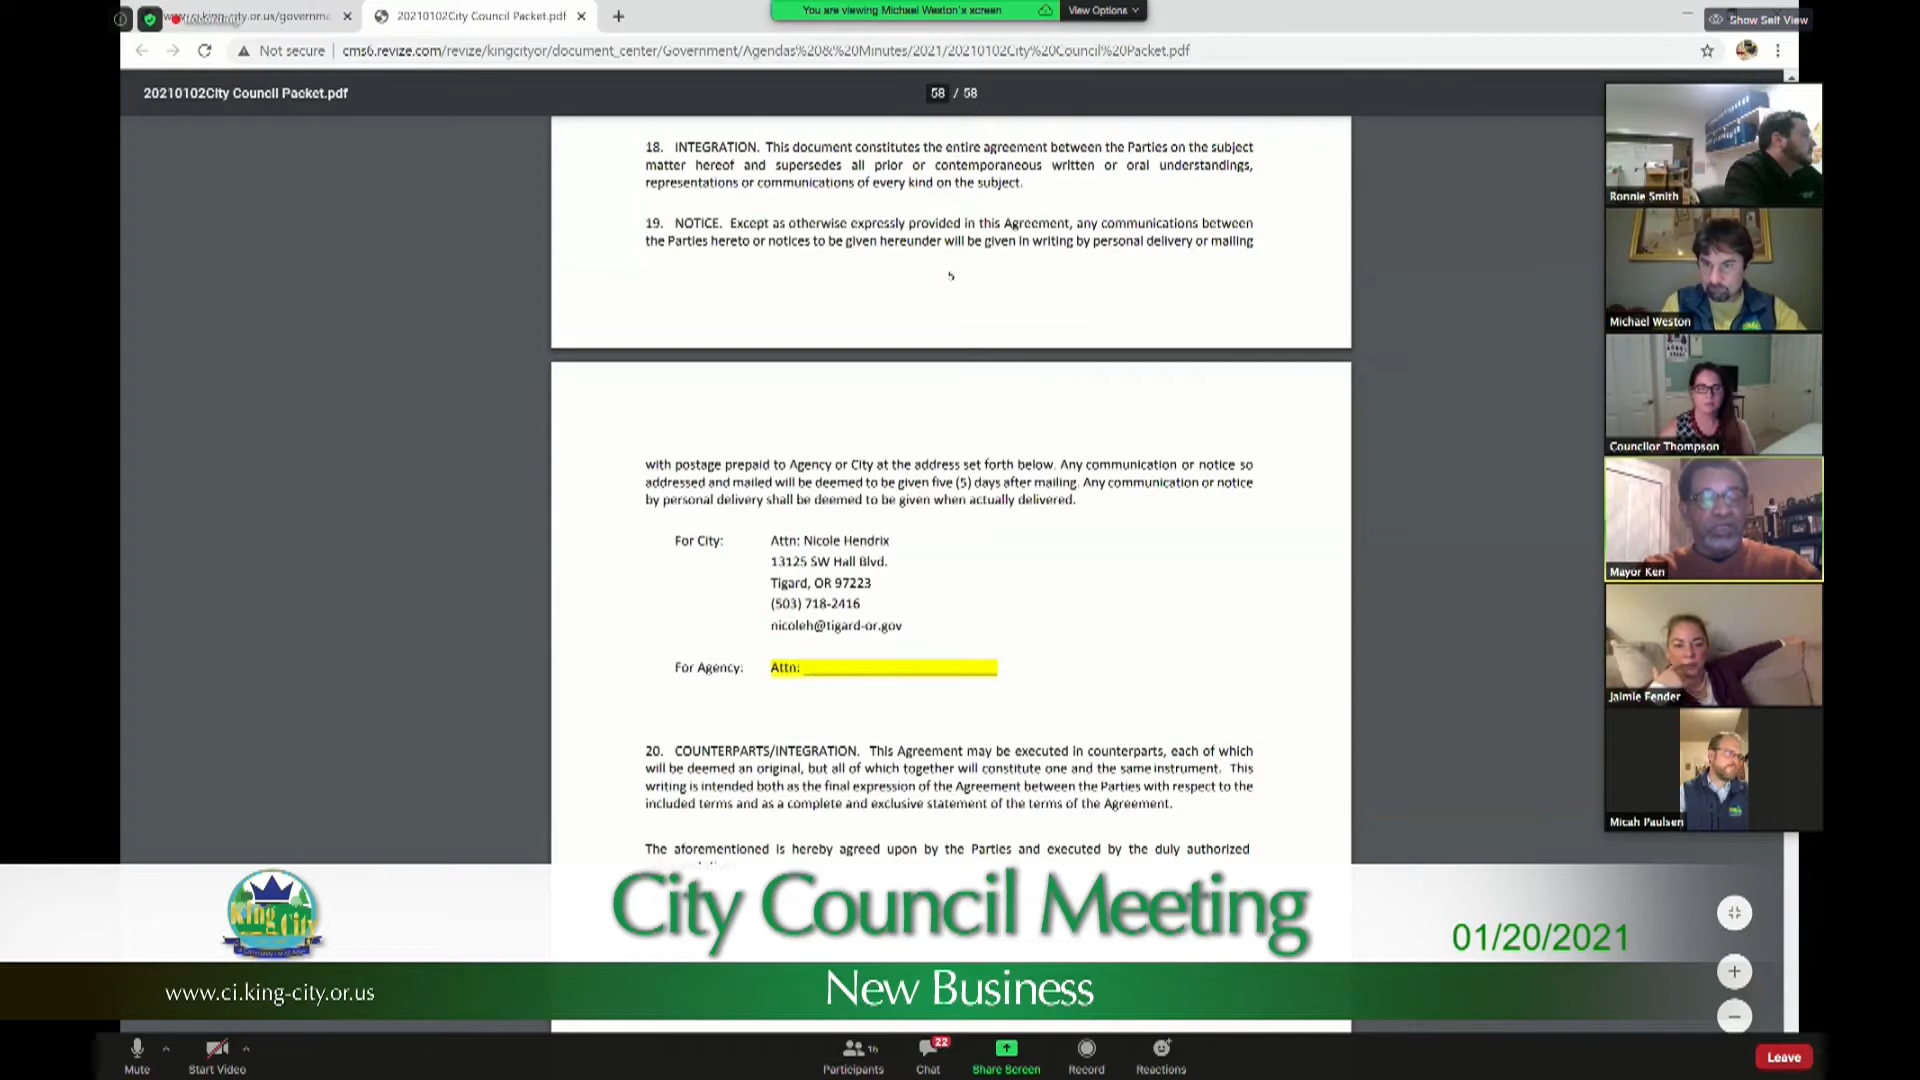 www.ci.king-city.or.us/governme
20210102City Council Packet.pdf
You are viewing Michael Weston's screen
View Options
Show Self View
Not secure
cms6.revize.com/revize/kingcityor/document_center/Government/Agendas%20&%20Minutes/2021/20210102City%20Council%20Packet.pdf
20210102City Council Packet.pdf
58 / 58
18. INTEGRATION. This document constitutes the entire agreement between the Parties on the subject
matter hereof and supersedes all prior or contemporaneous written or oral understandings,
representations or communications of every kind on the subject.
19. NOTICE. Except as otherwise expressly provided in this Agreement, any communications between
the Parties hereto or notices to be given hereunder will be given in writing by personal delivery or mailing
5
with postage prepaid to Agency or City at the address set forth below. Any communication or notice so
addressed and mailed will be deemed to be given five (5) days after mailing. Any communication or notice
by personal delivery shall be deemed to be given when actually delivered.
For City: Attn: Nicole Hendrix
13125 SW Hall Blvd.
Tigard, OR 97223
(503) 718-2416
nicoleh@tigard-or.gov
For Agency: Attn: ____________________
20. COUNTERPARTS/INTEGRATION. This Agreement may be executed in counterparts, each of which
will be deemed an original, but all of which together will constitute one and the same instrument. This
writing is intended both as the final expression of the Agreement between the Parties with respect to the
included terms and as a complete and exclusive statement of the terms of the Agreement.
The aforementioned is hereby agreed upon by the Parties and executed by the duly authorized
Ronnie Smith
Michael Weston
Councilor Thompson
Mayor Ken
Jaimie Fender
Micah Paulsen
King City
City Council Meeting
01/20/2021
www.ci.king-city.or.us
New Business
Mute
Start Video
Participants
16
Chat
22
Share Screen
Record
Reactions
Leave